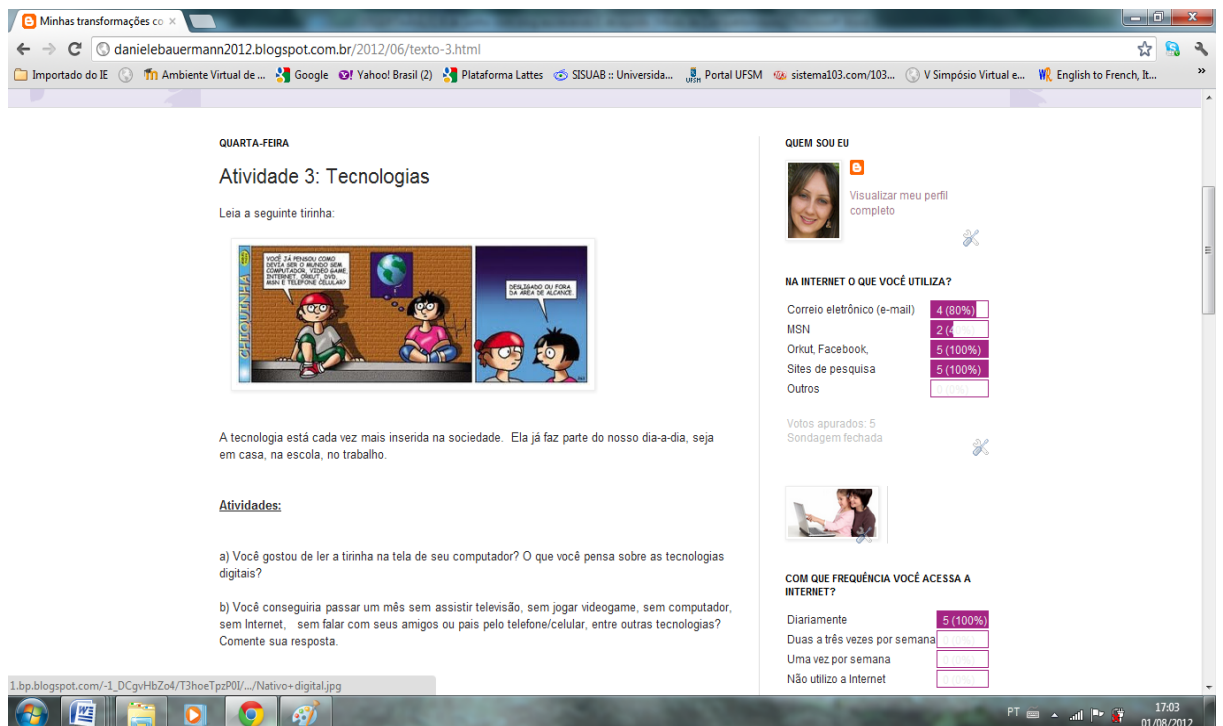 Minhas transformações co
danielebauermann2012.blogspot.com.br/2012/06/texto-3.html
Importado do IE
Ambiente Virtual de ...
Google
Yahoo! Brasil (2)
Plataforma Lattes
SISUAB :: Universida...
Portal UFSM
sistema103.com/103...
V Simpósio Virtual e...
English to French, It...
»
QUARTA-FEIRA
Atividade 3: Tecnologias
Leia a seguinte tirinha:
CHIQUINHA
VOCÊ JÁ PENSOU COMO
DEVIA SER O MUNDO SEM
COMPUTADOR, VIDEO GAME,
INTERNET, ORKUT, DVD,
MSN E TELEFONE CELULAR?
DESLIGADO OU FORA
DA ÁREA DE ALCANCE.
A tecnologia está cada vez mais inserida na sociedade.  Ela já faz parte do nosso dia-a-dia, seja
em casa, na escola, no trabalho.
Atividades:
a) Você gostou de ler a tirinha na tela de seu computador? O que você pensa sobre as tecnologias
digitais?
b) Você conseguiria passar um mês sem assistir televisão, sem jogar videogame, sem computador,
sem Internet,   sem falar com seus amigos ou pais pelo telefone/celular, entre outras tecnologias?
Comente sua resposta.
QUEM SOU EU
Visualizar meu perfil
completo
NA INTERNET O QUE VOCÊ UTILIZA?
Correio eletrônico (e-mail) 4 (80%)
MSN 2 (4
Orkut, Facebook, 5 (100%)
Sites de pesquisa 5 (100%)
Outros 0 (0%)
Votos apurados: 5
Sondagem fechada
COM QUE FREQUÊNCIA VOCÊ ACESSA A
INTERNET?
Diariamente 5 (100%)
Duas a três vezes por semana 0 (0%)
Uma vez por semana 0 (0%)
Não utilizo a Internet 0 (0%)
1.bp.blogspot.com/-1_DCgvHbZo4/T3hoeTpzP0I/.../Nativo+digital.jpg
PT
17:03
01/08/2012